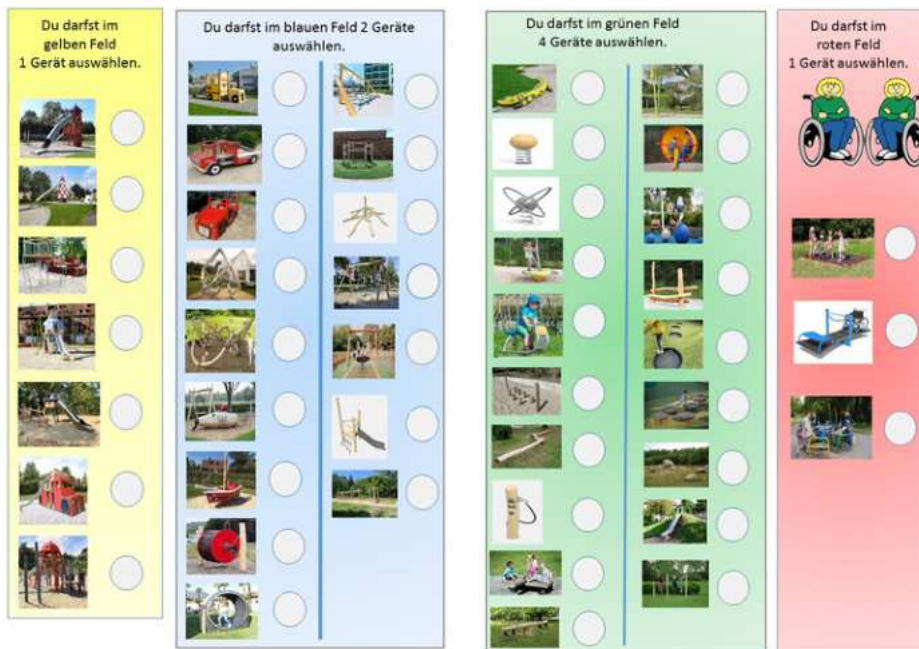 Du darfst im
gelben Feld
1 Gerät auswählen.
Du darfst im blauen Feld 2 Geräte
auswählen.
Du darfst im grünen Feld
4 Geräte auswählen.
Du darfst im
roten Feld
1 Gerät auswählen.